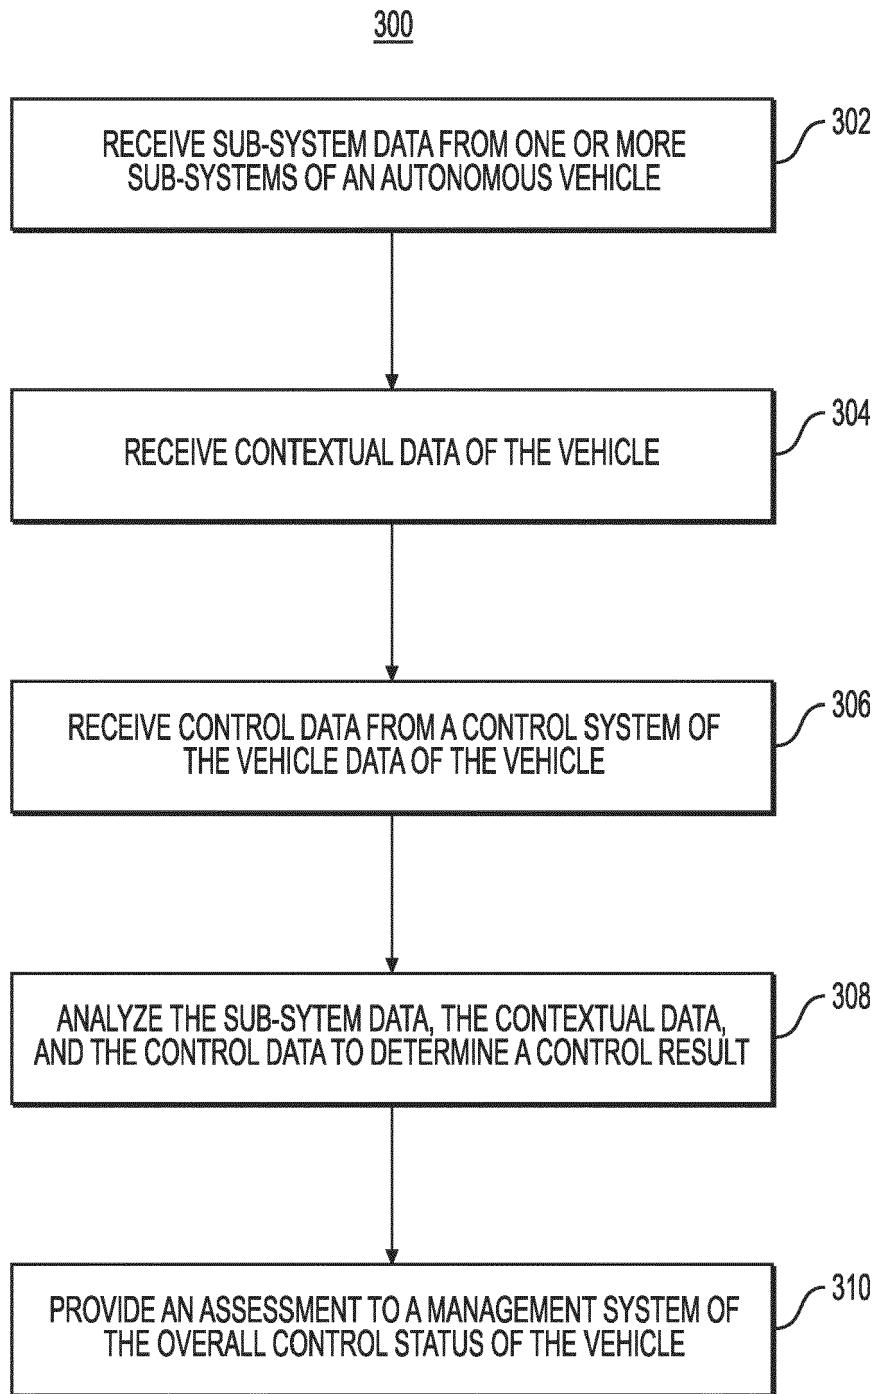 300
RECEIVE SUB-SYSTEM DATA FROM ONE OR MORE
SUB-SYSTEMS OF AN AUTONOMOUS VEHICLE
302
RECEIVE CONTEXTUAL DATA OF THE VEHICLE
304
RECEIVE CONTROL DATA FROM A CONTROL SYSTEM OF
THE VEHICLE DATA OF THE VEHICLE
306
ANALYZE THE SUB-SYTEM DATA, THE CONTEXTUAL DATA,
AND THE CONTROL DATA TO DETERMINE A CONTROL RESULT
308
PROVIDE AN ASSESSMENT TO A MANAGEMENT SYSTEM OF
THE OVERALL CONTROL STATUS OF THE VEHICLE
310